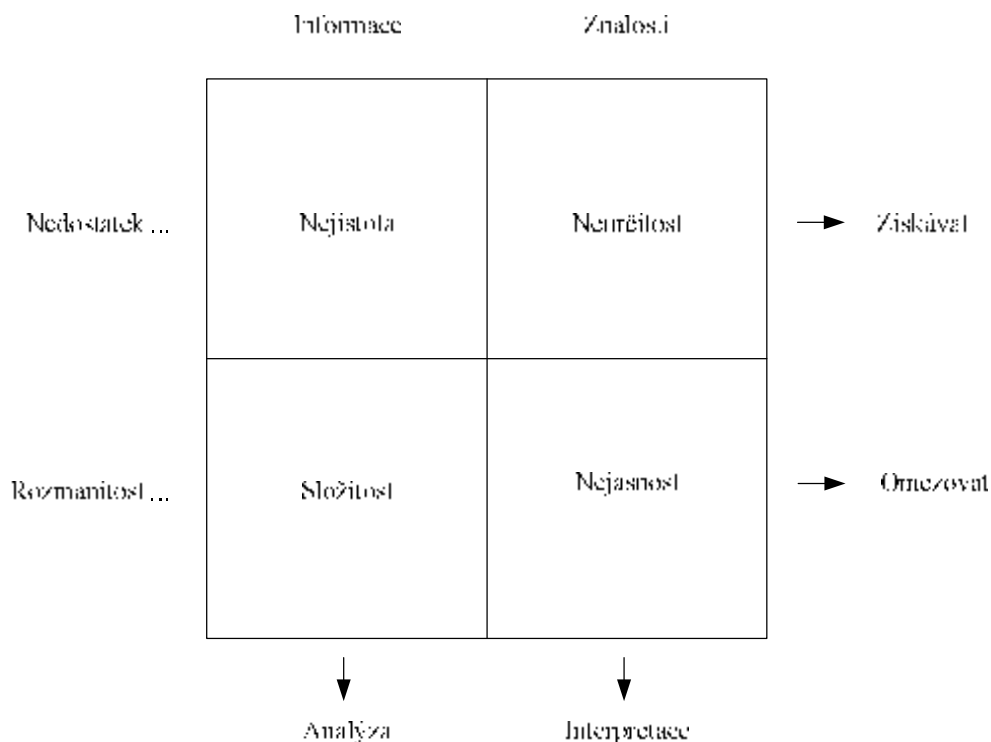 Informace Znalosti
Nedostatek ... Nejistota Neurčitost Získávat
Rozmanitost ... Složitost Nejasnost Omezovat
Analýza Interpretace